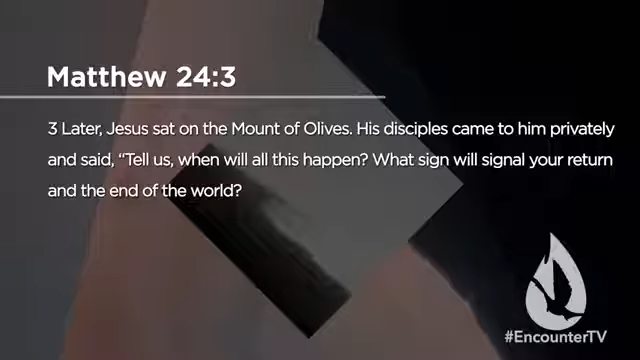 Matthew 24:3
3 Later, Jesus sat on the Mount of Olives. His disciples came to him privately
and said, “Tell us, when will all this happen? What sign will signal your return
and the end of the world?
#EncounterTV